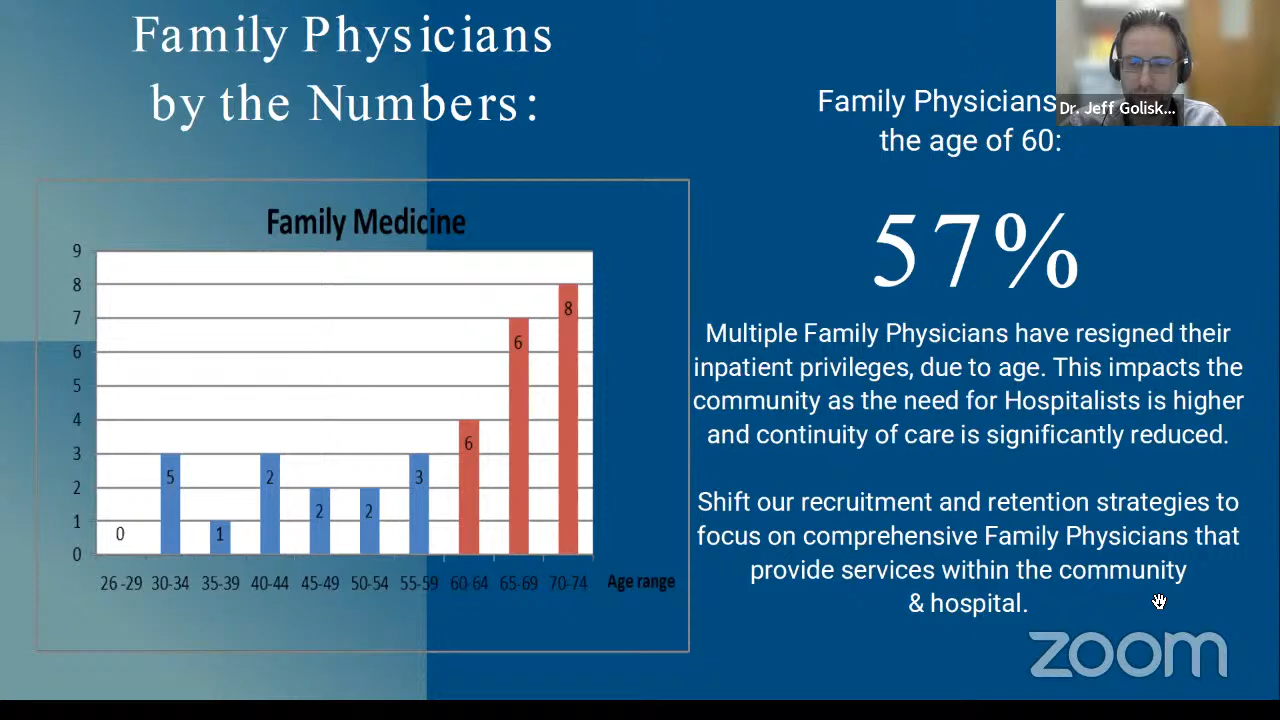 Family Physicians
by the Numbers:
Family Physicians
the age of 60:
Dr. Jeff Golisk...
57%
Multiple Family Physicians have resigned their
inpatient privileges, due to age. This impacts the
community as the need for Hospitalists is higher
and continuity of care is significantly reduced.
Shift our recruitment and retention strategies to
focus on comprehensive Family Physicians that
provide services within the community
& hospital.
Family Medicine
9
8
7
6
5
4
3
2
1
0
0
5
1
2
2
2
3
6
6
8
26 -29 30-34 35-39 40-44 45-49 50-54 55-59 60-64 65-69 70-74 Age range
zoom